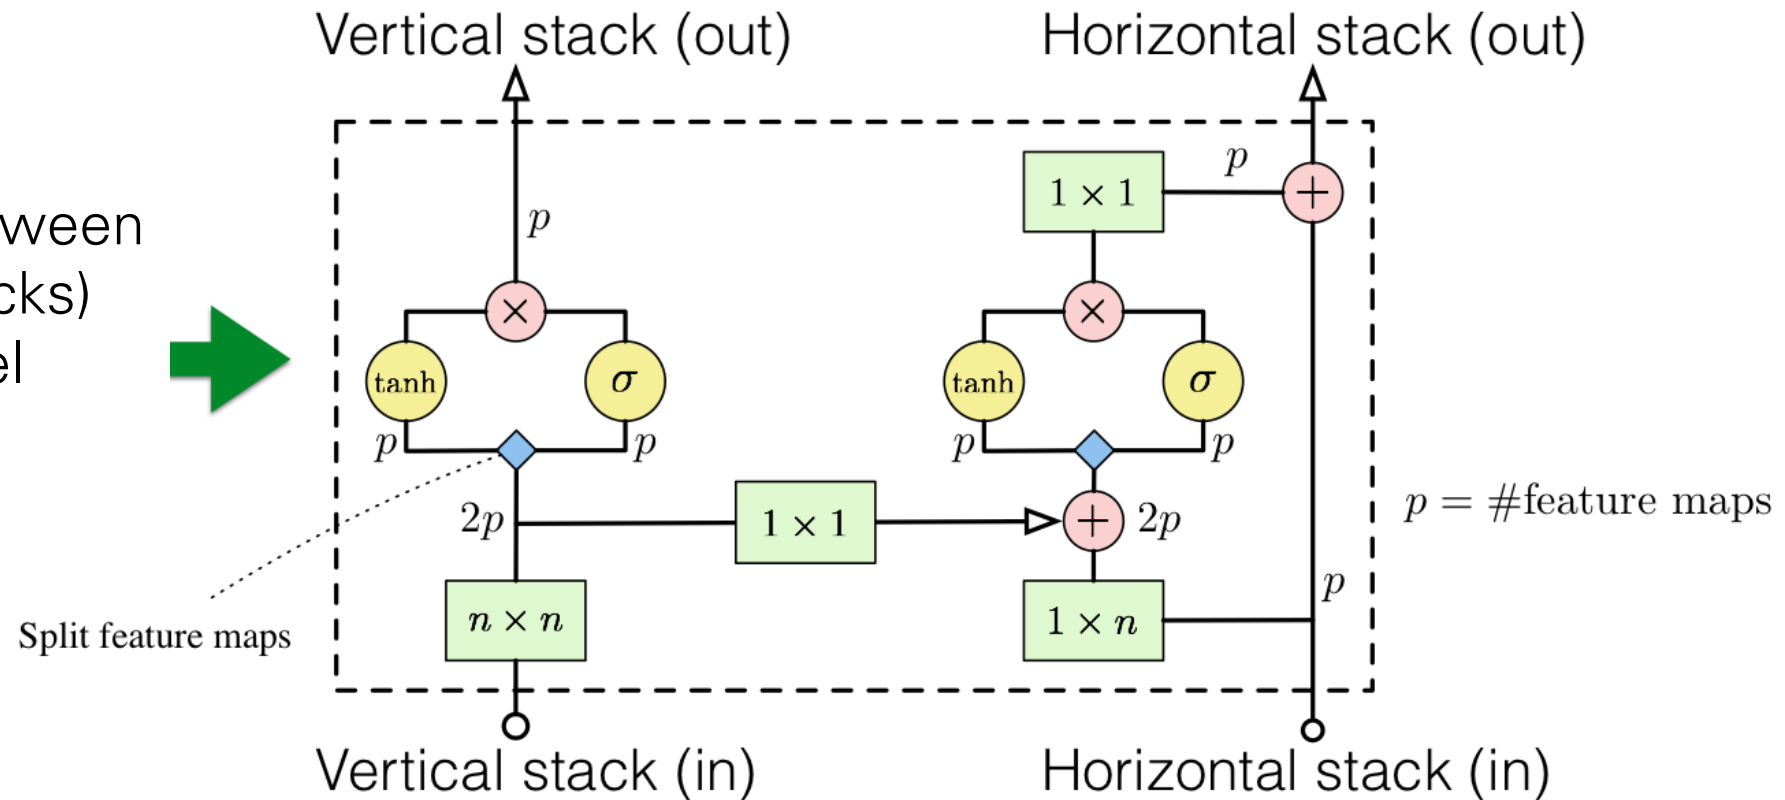 Vertical stack (out)
Horizontal stack (out)
p
1 × 1
p
+
ween
cks)
el
×
×
tanh
σ
tanh
σ
p
p
p
p
2p
1 × 1
+
2p
p = #feature maps
p
n × n
1 × n
Split feature maps
Vertical stack (in)
Horizontal stack (in)